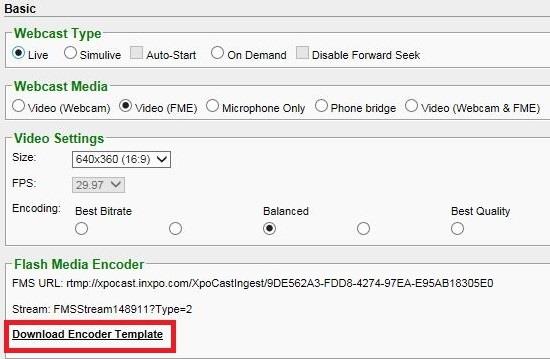 Basic
Webcast Type
Live Simulive Auto-Start On Demand Disable Forward Seek
Webcast Media
Video (Webcam) Video (FME) Microphone Only Phone bridge Video (Webcam & FME)
Video Settings
Size: 640x360 (16:9)
FPS: 29.97
Encoding: Best Bitrate Balanced Best Quality
Flash Media Encoder
FMS URL: rtmp://xpocast.inxpo.com/XpoCastIngest/9DE562A3-FDD8-4274-97EA-E95AB18305E0
Stream: FMSStream148911?Type=2
Download Encoder Template